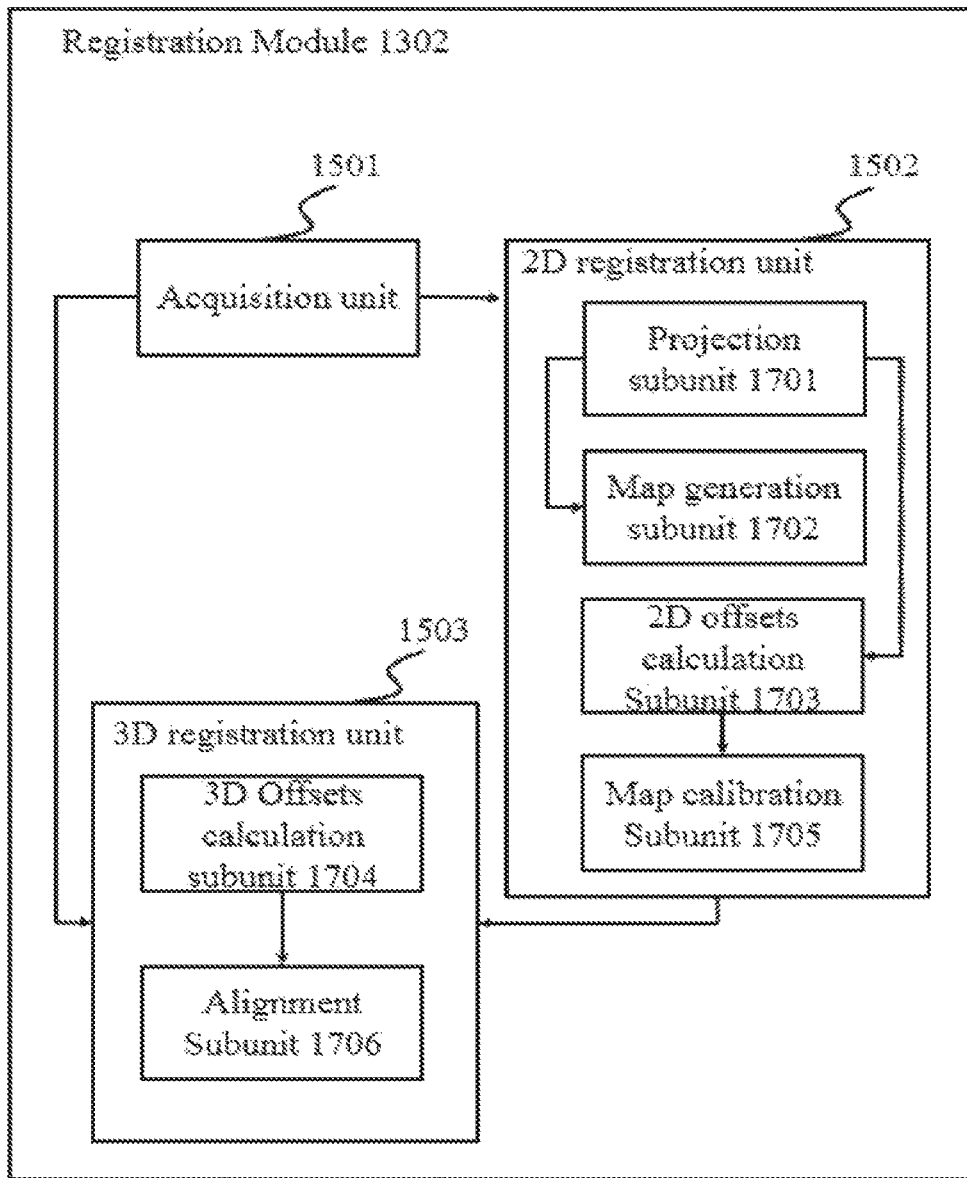 Registration Module 1302
1501
Acquisition unit
1502
2D registration unit
Projection
subunit 1701
Map generation
subunit 1702
2D offsets
calculation
Subunit 1703
Map calibration
Subunit 1705
1503
3D registration unit
3D Offsets
calculation
subunit 1704
Alignment
Subunit 1706